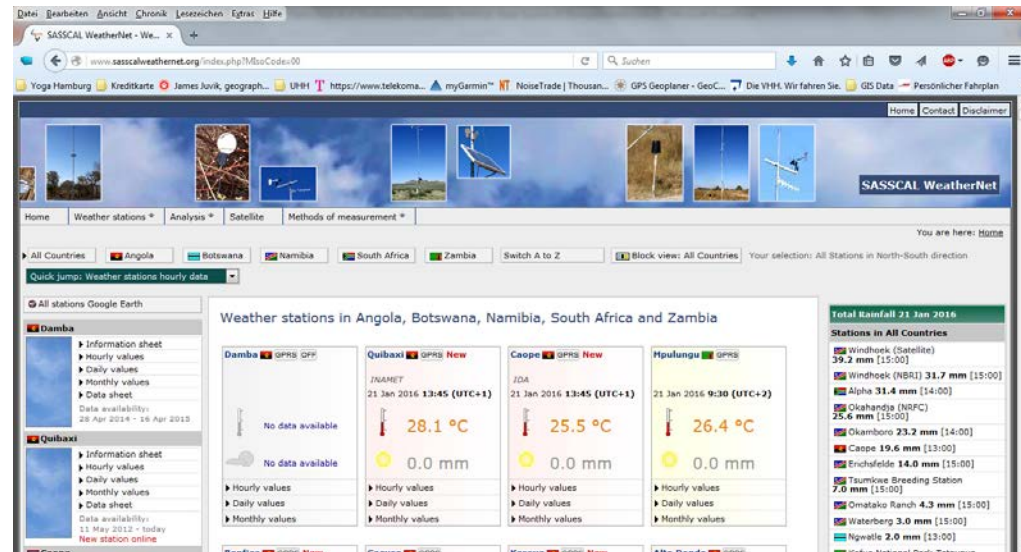 Datei Bearbeiten Ansicht Chronik Lesezeichen Extras Hilfe
SASSCAL WeatherNet - We... × +
www.sasscalweathernet.org/index.php?MIsoCode=00
Suchen
Yoga Hamburg Kreditkarte James Juvik, geograph... UHH https://www.telekoma... myGarmin™ NoiseTrade | Thousan... GPS Geoplaner - GeoC... Die VHH. Wir fahren Sie. GIS Data Persönlicher Fahrplan
Home Contact Disclaimer
SASSCAL WeatherNet
Home Weather stations Analysis Satellite Methods of measurement
You are here: Home
All Countries Angola Botswana Namibia South Africa Zambia Switch A to Z Block view: All Countries Your selection: All Stations in North-South direction
Quick jump: Weather stations hourly data
All stations Google Earth
Damba
Information sheet
Hourly values
Daily values
Monthly values
Data sheet
Data availability:
28 Apr 2014 - 16 Apr 2015
Quibaxi
Information sheet
Hourly values
Daily values
Monthly values
Data sheet
Data availability:
11 May 2012 - today
New station online
Weather stations in Angola, Botswana, Namibia, South Africa and Zambia
Damba GPRS OFF
No data available
No data available
Hourly values
Daily values
Monthly values
Quibaxi GPRS New
INAMET
21 Jan 2016 13:45 (UTC+1)
28.1 °C
0.0 mm
Hourly values
Daily values
Monthly values
Caope GPRS New
IDA
21 Jan 2016 13:45 (UTC+1)
25.5 °C
0.0 mm
Hourly values
Daily values
Monthly values
Mpulungu GPRS
21 Jan 2016 9:30 (UTC+2)
26.4 °C
0.0 mm
Hourly values
Daily values
Monthly values
Total Rainfall 21 Jan 2016
Stations in All Countries
Windhoek (Satellite)
39.2 mm [15:00]
Windhoek (NBRI) 31.7 mm [15:00]
Alpha 31.4 mm [14:00]
Okahandja (NRFC)
25.6 mm [15:00]
Okamboro 23.2 mm [14:00]
Caope 19.6 mm [13:00]
Erichsfelde 14.0 mm [15:00]
Tsumkwe Breeding Station
7.0 mm [15:00]
Omatako Ranch 4.3 mm [15:00]
Waterberg 3.0 mm [15:00]
Ngwatle 2.0 mm [13:00]